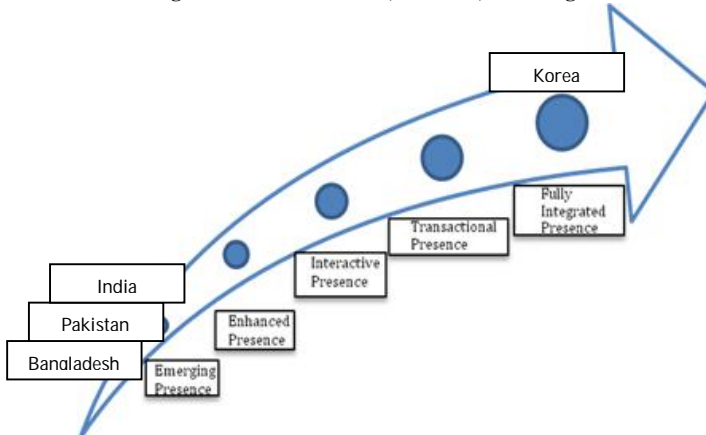 Korea
Fully
Integrated
Presence
Transactional
Presence
Interactive
Presence
India
Enhanced
Presence
Pakistan
Bangladesh
Emerging
Presence